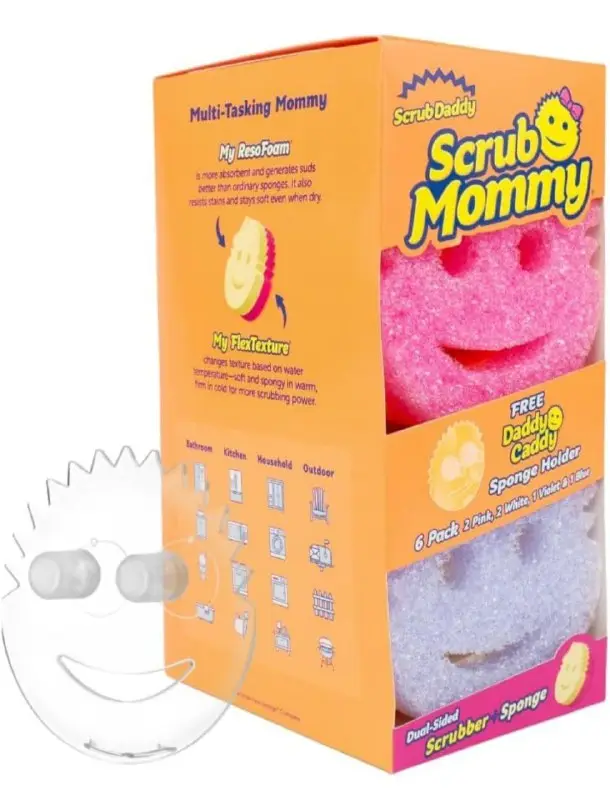 Multi-Tasking Mommy
My ResoFoam
is more absorbent and generates suds
better than ordinary sponges. It also
resists stains and stays soft even when dry.
My FlexTexture
changes texture based on water
temperature—soft and spongy in warm,
firm in cold for more scrubbing power.
Bathroom Kitchen Household Outdoor
Scrub Daddy
Scrub
Mommy
FREE
Daddy
Caddy
Sponge Holder
6 Pack 2 Pink, 2 White, 1 Violet & 1 Blue
Dual-Sided
Scrubber + Sponge